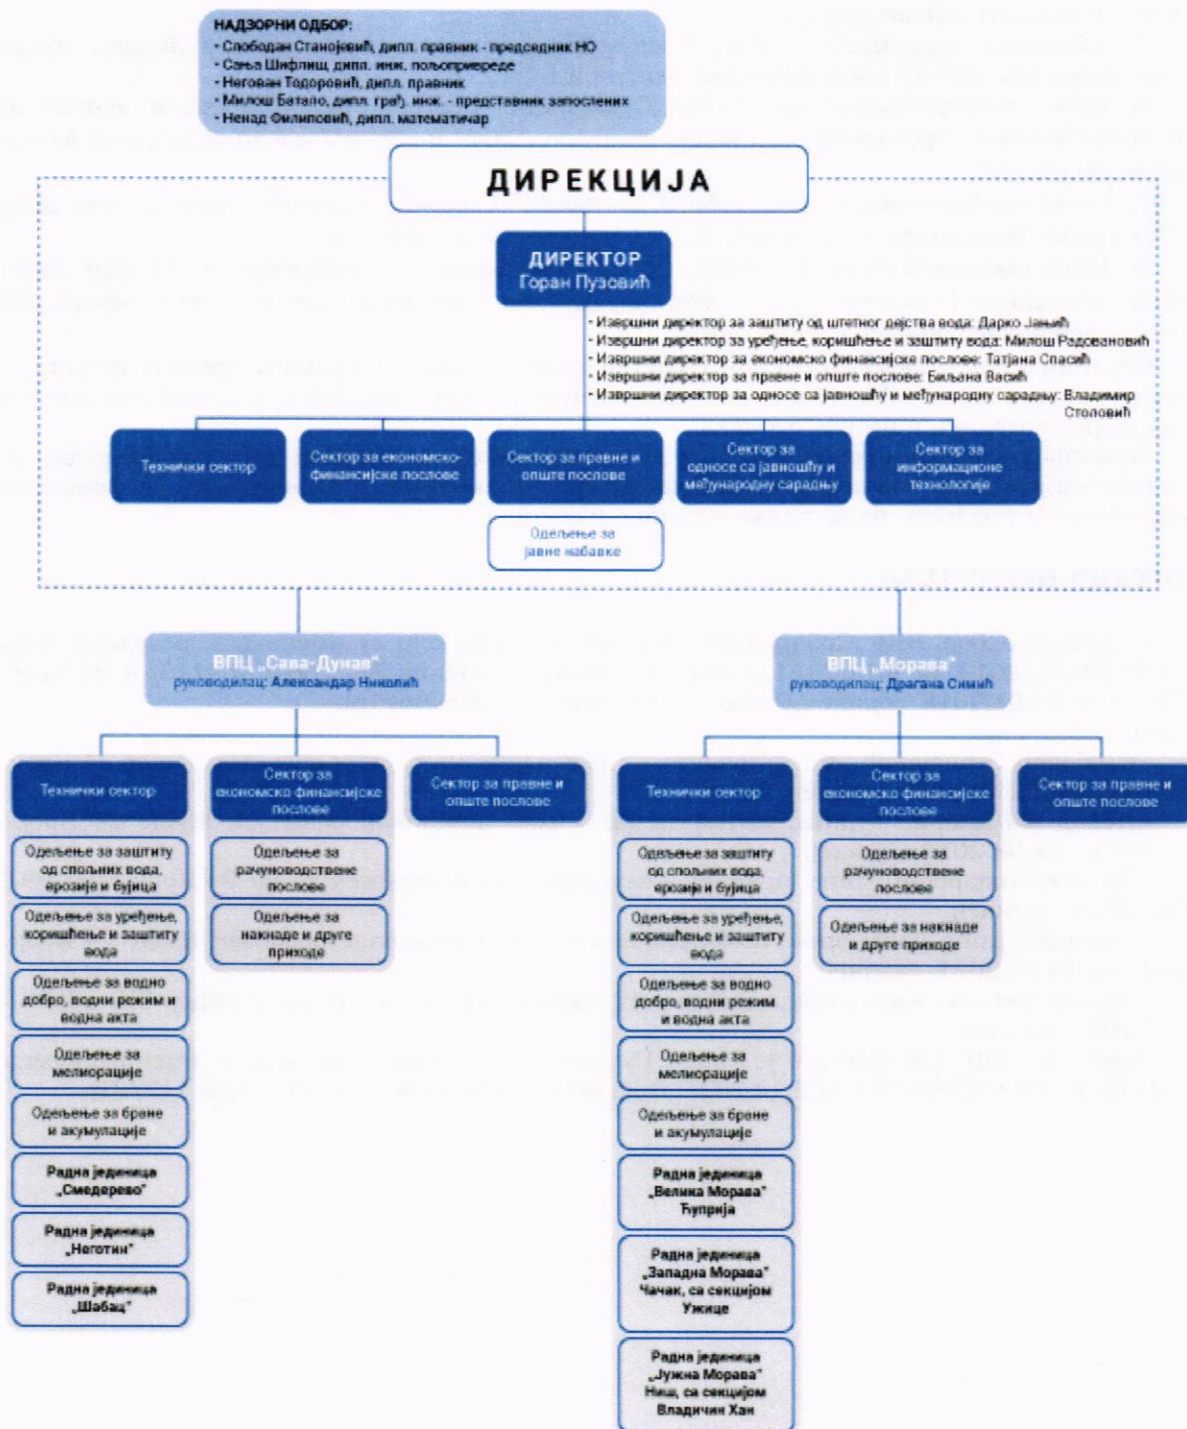 НАДЗОРНИ ОДБОР:
- Слободан Станојевић, дипл. правник - председник НО
- Сања Шифлиш, дипл. инж. пољопривреде
- Негован Тодоровић, дипл. правник
- Милош Батало, дипл. грађ. инж. - представник запослених
- Ненад Филиповић, дипл. математичар
ДИРЕКЦИЈА
ДИРЕКТОР
Горан Пузовић
- Извршни директор за заштиту од штетног дејства вода: Дарко Јањић
- Извршни директор за уређење, коришћење и заштиту вода: Милош Радовановић
- Извршни директор за економско финансијске послове: Татјана Спасић
- Извршни директор за правне и опште послове: Биљана Васић
- Извршни директор за односе са јавношћу и међународну сарадњу: Владимир
Столовић
Технички сектор
Сектор за економско-
финансијске послове
Сектор за правне и
опште послове
Сектор за
односе са јавношћу и
међународну сарадњу
Сектор за
информационе
технологије
Одељење за
јавне набавке
ВПЦ „Сава-Дунав“
руководилац: Александар Николић
ВПЦ „Морава“
руководилац: Драгана Симић
Технички сектор
Сектор за
економско финансијске
послове
Сектор за правне и
опште послове
Одељење за заштиту
од спољних вода,
ерозије и бујица
Одељење за уређење,
коришћење и заштиту
вода
Одељење за водно
добро, водни режим и
водна акта
Одељење за
мелиорације
Одељење за бране
и акумулације
Радна јединица
„Смедерево“
Радна јединица
„Неготин“
Радна јединица
„Шабац“
Одељење за
рачуноводствене
послове
Одељење за
накнаде и друге
приходе
Технички сектор
Сектор за
економско финансијске
послове
Сектор за правне и
опште послове
Одељење за заштиту
од спољних вода,
ерозије и бујица
Одељење за уређење,
коришћење и заштиту
вода
Одељење за водно
добро, водни режим
и водна акта
Одељење за
мелиорације
Одељење за бране
и акумулације
Радна јединица
„Велика Морава“
Ћуприја
Радна јединица
„Западна Морава“
Чачак, са секцијом
Ужице
Радна јединица
„Јужна Морава“
Ниш, са секцијом
Владичин Хан
Одељење за
рачуноводствене
послове
Одељење за накнаде
и друге приходе